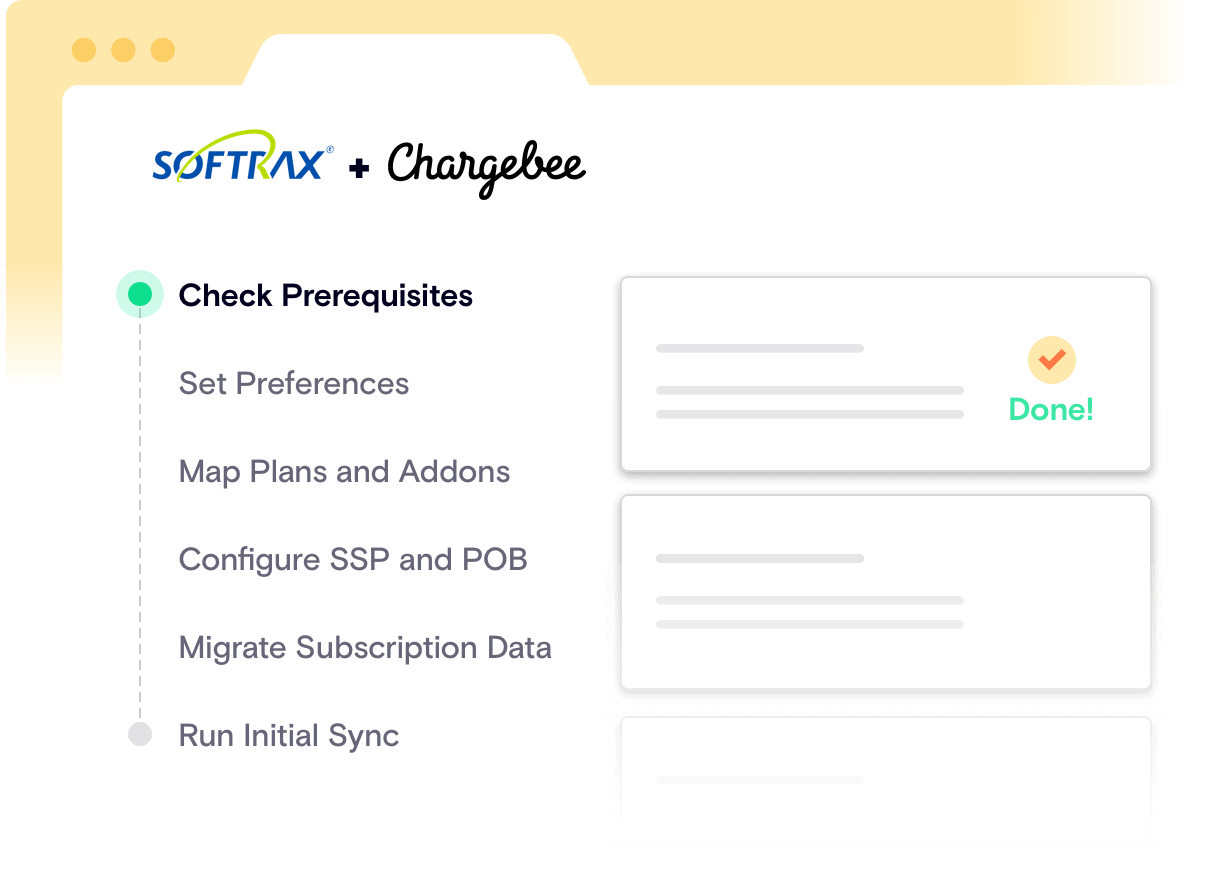 SOFTRAX® + Chargebee
Check Prerequisites
Set Preferences
Map Plans and Addons
Configure SSP and POB
Migrate Subscription Data
Run Initial Sync
Done!